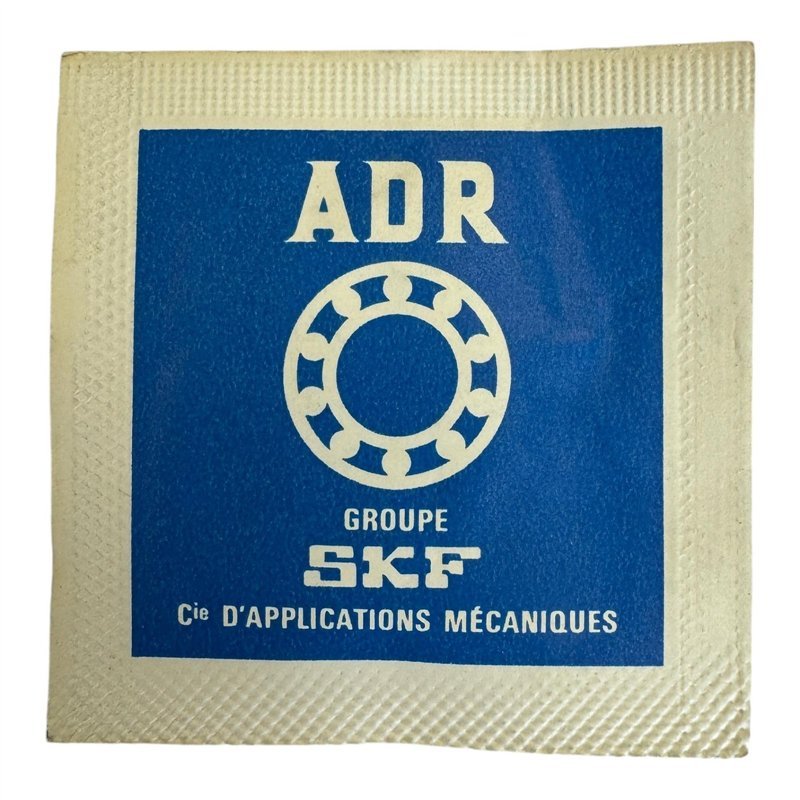 ADR
GROUPE
SKF
Cie D'APPLICATIONS MÉCANIQUES